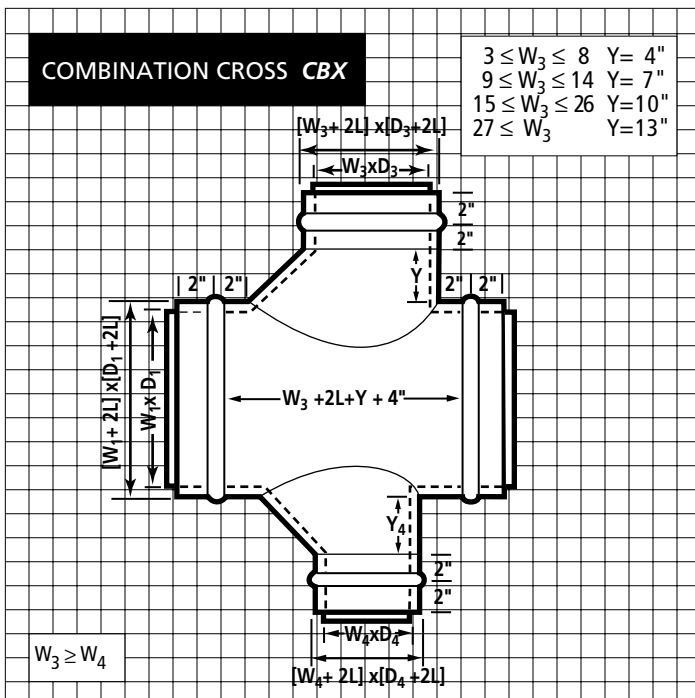 COMBINATION CROSS CBX
3 ≤ W₃ ≤ 8 Y= 4"
9 ≤ W₃ ≤ 14 Y= 7"
15 ≤ W₃ ≤ 26 Y=10"
27 ≤ W₃ Y=13"
[W₃+ 2L] x[D₃+2L]
W₃xD₃
2"
2"
Y
2" 2"
2" 2"
[W₁+ 2L] x[D₁ +2L]
W₁x D₁
W₃ +2L+Y + 4"
Y₄
2"
2"
W₄xD₄
[W₄+ 2L] x[D₄ +2L]
W₃ ≥ W₄